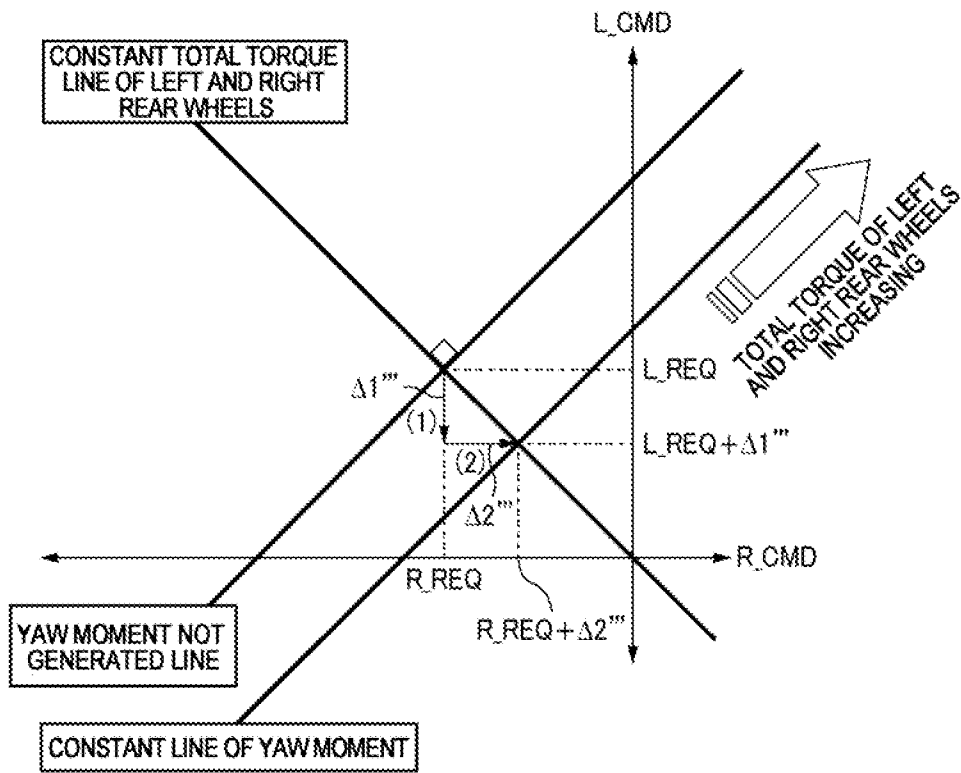 L_CMD
CONSTANT TOTAL TORQUE
LINE OF LEFT AND RIGHT
REAR WHEELS
TOTAL TORQUE OF LEFT
AND RIGHT REAR WHEELS
INCREASING
L_REQ
Δ1'''
(1)
L_REQ+Δ1'''
(2)
Δ2'''
R_CMD
R_REQ
R_REQ+Δ2'''
YAW MOMENT NOT
GENERATED LINE
CONSTANT LINE OF YAW MOMENT